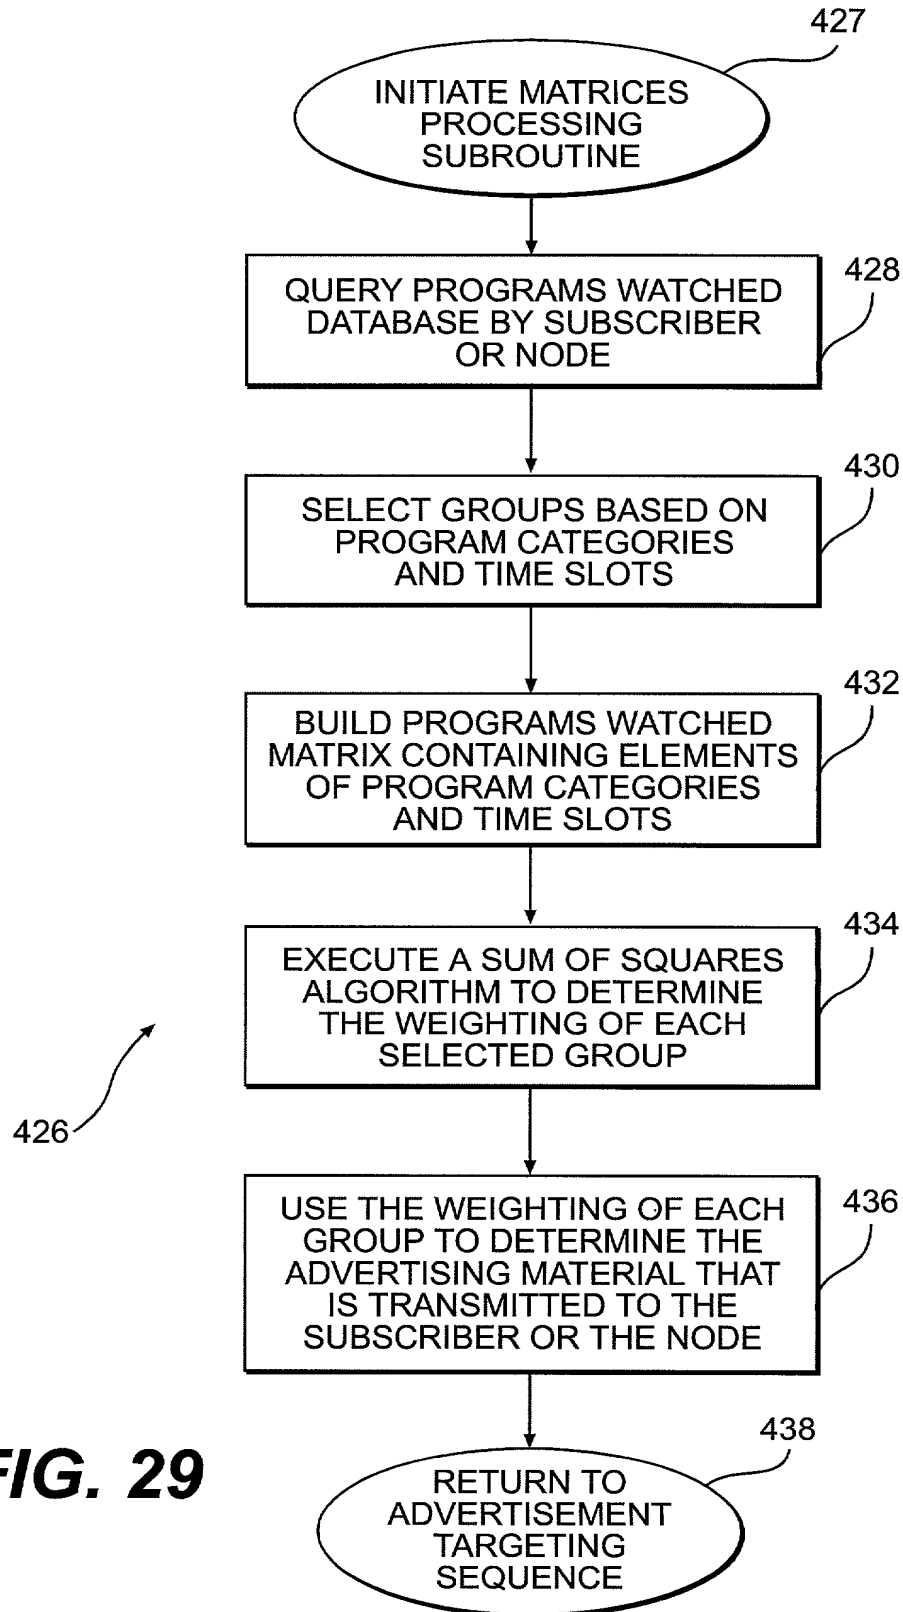 427
INITIATE MATRICES
PROCESSING
SUBROUTINE
428
QUERY PROGRAMS WATCHED
DATABASE BY SUBSCRIBER
OR NODE
430
SELECT GROUPS BASED ON
PROGRAM CATEGORIES
AND TIME SLOTS
432
BUILD PROGRAMS WATCHED
MATRIX CONTAINING ELEMENTS
OF PROGRAM CATEGORIES
AND TIME SLOTS
434
EXECUTE A SUM OF SQUARES
ALGORITHM TO DETERMINE
THE WEIGHTING OF EACH
SELECTED GROUP
426
436
USE THE WEIGHTING OF EACH
GROUP TO DETERMINE THE
ADVERTISING MATERIAL THAT
IS TRANSMITTED TO THE
SUBSCRIBER OR THE NODE
438
RETURN TO
ADVERTISEMENT
TARGETING
SEQUENCE
FIG. 29